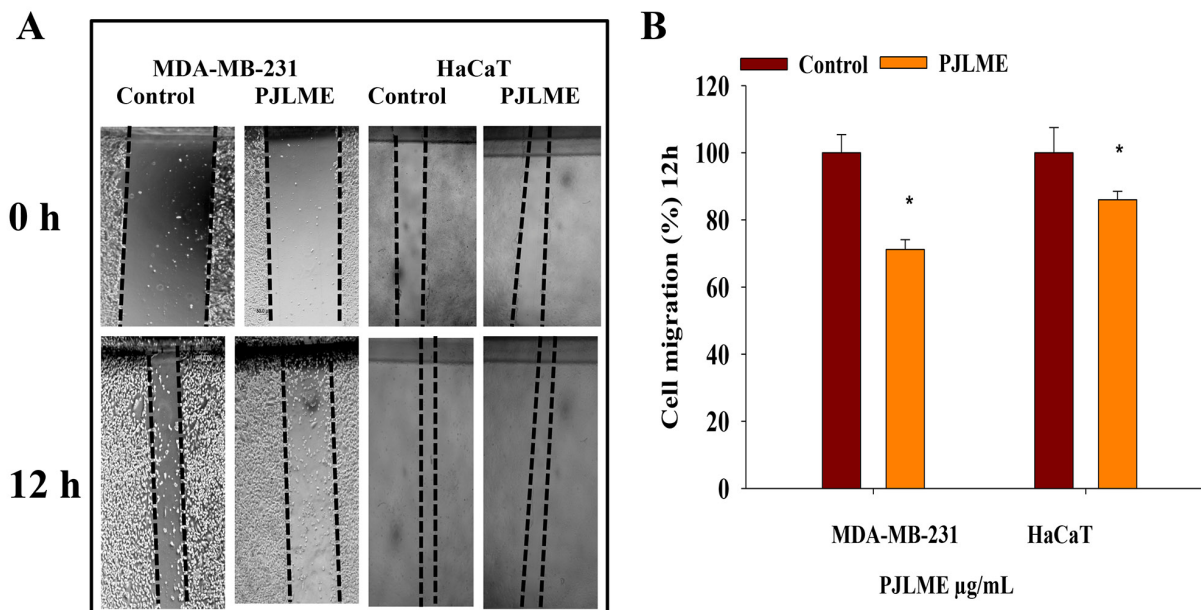 A
MDA-MB-231 HaCaT
Control PJLME Control PJLME
0 h
12 h
B
Control PJLME
Cell migration (%) 12h
120
100
80
60
40
20
0
*
*
MDA-MB-231 HaCaT
PJLME µg/mL